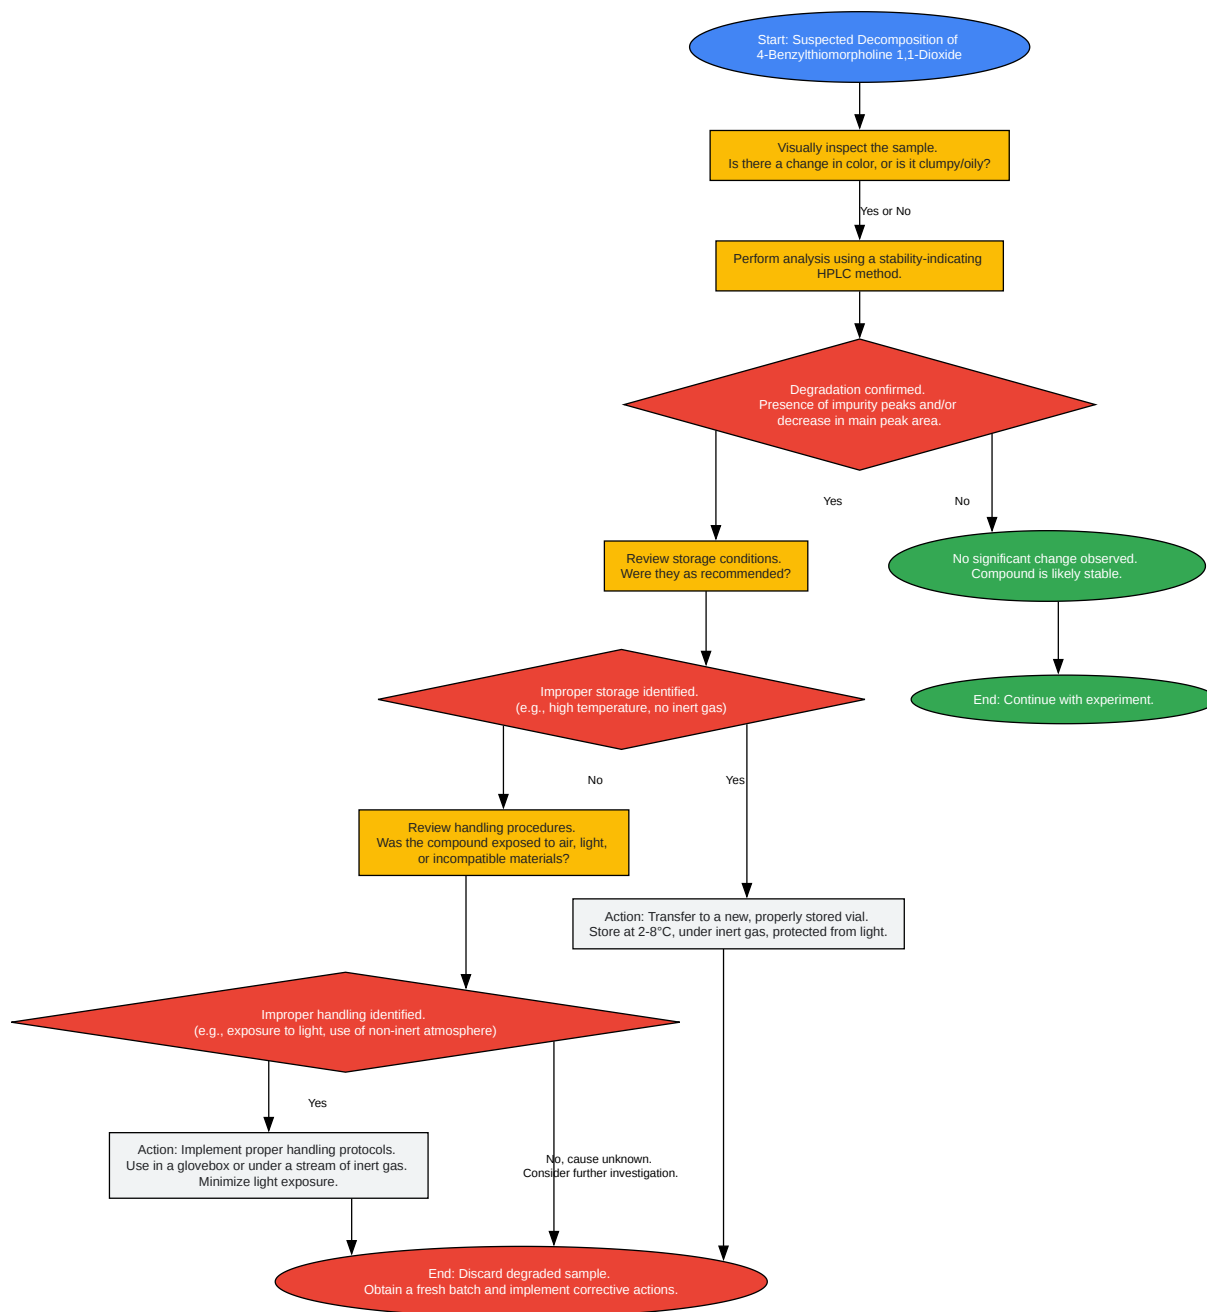 Start: Suspected Decomposition of
4-Benzylthiomorpholine 1,1-Dioxide
Visually inspect the sample.
Is there a change in color, or is it clumpy/oily?
Yes or No
Perform analysis using a stability-indicating
HPLC method.
Degradation confirmed.
Presence of impurity peaks and/or
decrease in main peak area.
Yes
No
Review storage conditions.
Were they as recommended?
No significant change observed.
Compound is likely stable.
Improper storage identified.
(e.g., high temperature, no inert gas)
End: Continue with experiment.
No
Yes
Review handling procedures.
Was the compound exposed to air, light,
or incompatible materials?
Action: Transfer to a new, properly stored vial.
Store at 2-8°C, under inert gas, protected from light.
Improper handling identified.
(e.g., exposure to light, use of non-inert atmosphere)
Yes
Action: Implement proper handling protocols.
Use in a glovebox or under a stream of inert gas.
Minimize light exposure.
No, cause unknown.
Consider further investigation.
End: Discard degraded sample.
Obtain a fresh batch and implement corrective actions.